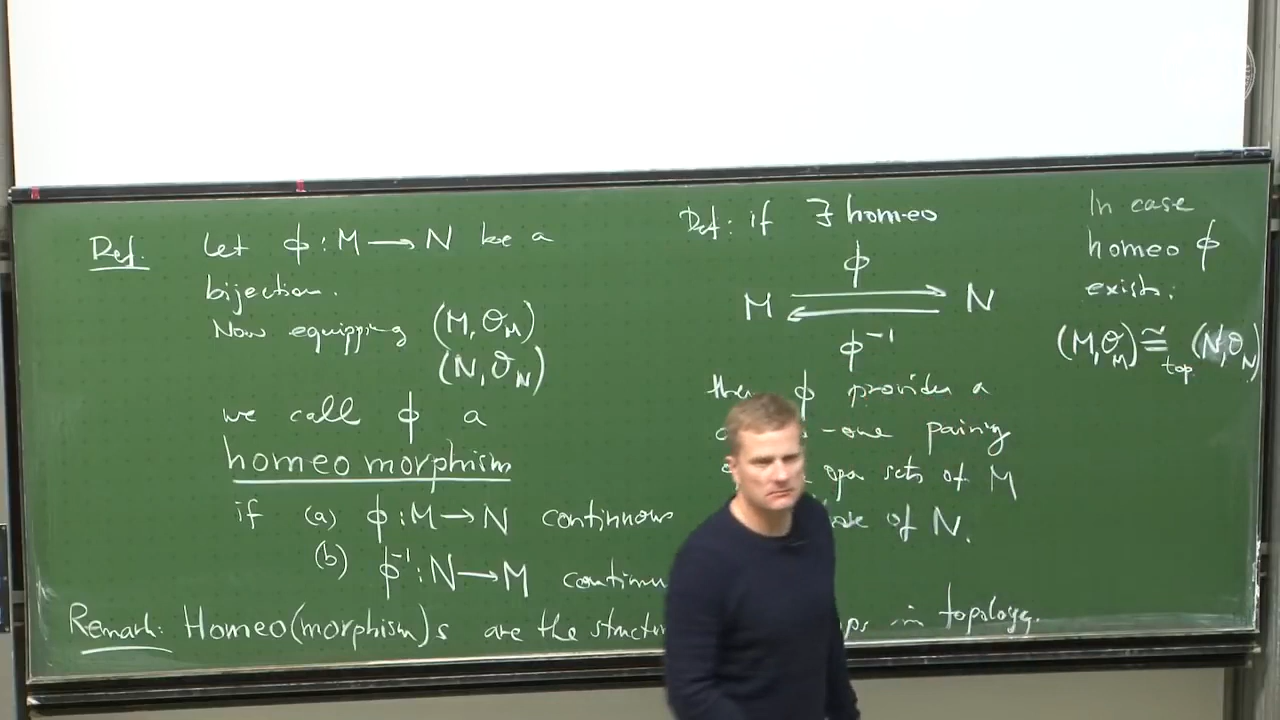 Def. Let ϕ : M → N be a
bijection.
Now equipping (M, O_M)
(N, O_N)
we call ϕ a
homeomorphism
if (a) ϕ : M → N continuous
(b) ϕ⁻¹ : N → M continu
Remark: Homeo(morphism)s are the structu in topology.
Def: if ∃ homeo
ϕ
M ⇄ N
ϕ⁻¹
ϕ provides a
-one pairing
open sets of M
of N.
In case
homeo ϕ
exists:
(M, O_M) ≅_top. (N, O_N)